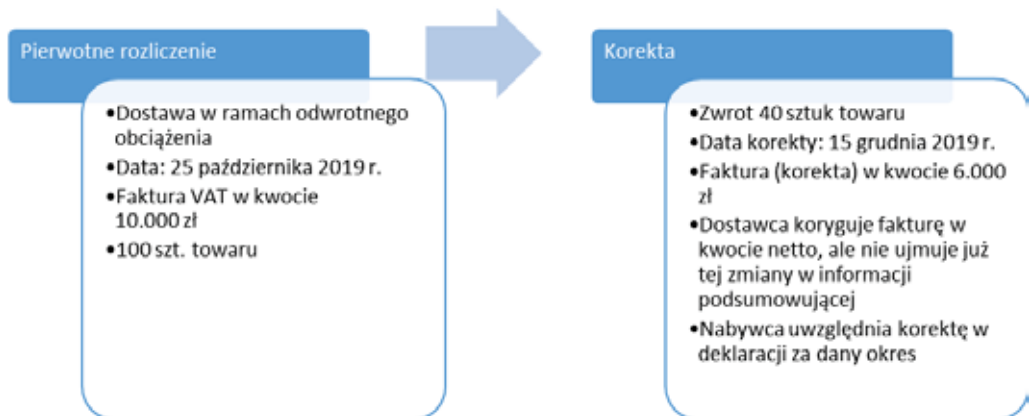 Pierwotne rozliczenie
•Dostawa w ramach odwrotnego
obciążenia
•Data: 25 października 2019 r.
•Faktura VAT w kwocie
10.000 zł
•100 szt. towaru
Korekta
•Zwrot 40 sztuk towaru
•Data korekty: 15 grudnia 2019 r.
•Faktura (korekta) w kwocie 6.000
zł
•Dostawca koryguje fakturę w
kwocie netto, ale nie ujmuje już
tej zmiany w informacji
podsumowującej
•Nabywca uwzględnia korektę w
deklaracji za dany okres